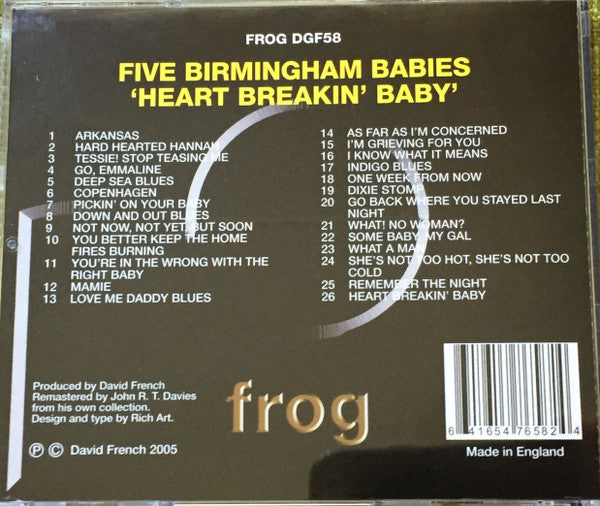 FROG DGF58
FIVE BIRMINGHAM BABIES
‘HEART BREAKIN’ BABY’
1 ARKANSAS
2 HARD HEARTED HANNAH
3 TESSIE! STOP TEASING ME
4 GO, EMMALINE
5 DEEP SEA BLUES
6 COPENHAGEN
7 PICKIN’ ON YOUR BABY
8 DOWN AND OUT BLUES
9 NOT NOW, NOT YET, BUT SOON
10 YOU BETTER KEEP THE HOME
FIRES BURNING
11 YOU’RE IN THE WRONG WITH THE
RIGHT BABY
12 MAMIE
13 LOVE ME DADDY BLUES
14 AS FAR AS I’M CONCERNED
15 I’M GRIEVING FOR YOU
16 I KNOW WHAT IT MEANS
17 INDIGO BLUES
18 ONE WEEK FROM NOW
19 DIXIE STOMP
20 GO BACK WHERE YOU STAYED LAST
NIGHT
21 WHAT! NO WOMAN?
22 SOME BABY MY GAL
23 WHAT A MAN
24 SHE’S NOT TOO HOT, SHE’S NOT TOO
COLD
25 REMEMBER THE NIGHT
26 HEART BREAKIN’ BABY
Produced by David French
Remastered by John R. T. Davies
from his own collection.
Design and type by Rich Art.
frog
Ⓟ © David French 2005
6 41654 76582 4
Made in England